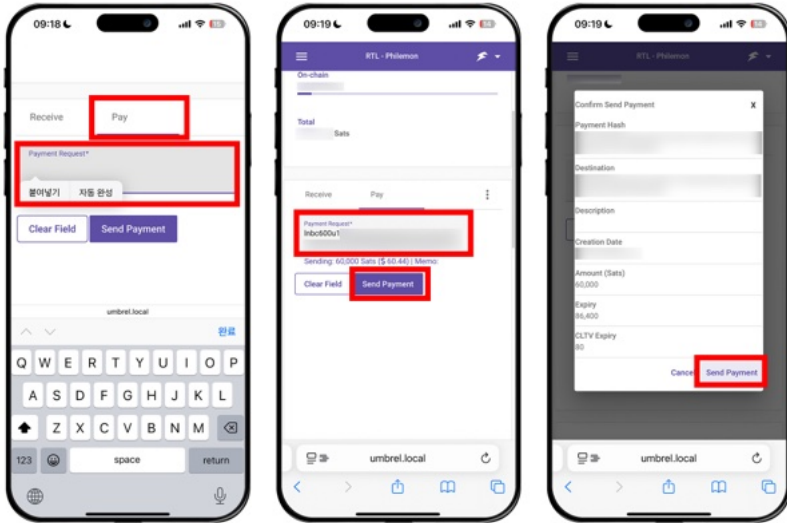 09:18
Receive
Pay
Payment Request*
붙여넣기
자동 완성
Clear Field
Send Payment
umbrel.local
완료
Q W E R T Y U I O P
A S D F G H J K L
Z X C V B N M
123
space
return
09:19
RTL - Philemon
On-chain
Total
Sats
Receive
Pay
Payment Request*
lnbc600u1
Sending: 60,000 Sats ($ 60.44) | Memo:
Clear Field
Send Payment
umbrel.local
09:19
RTL - Philemon
Confirm Send Payment
X
Payment Hash
Destination
Description
Creation Date
Amount (Sats)
60,000
Expiry
86,400
CLTV Expiry
80
Cancel
Send Payment
umbrel.local